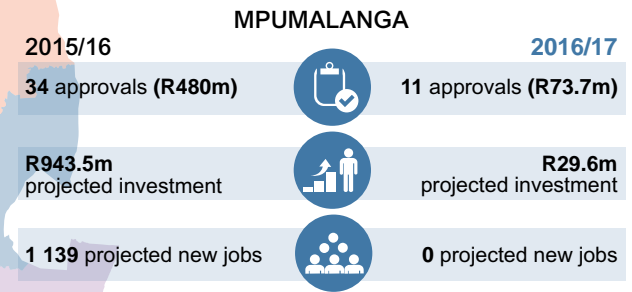 MPUMALANGA
2015/16
2016/17
34 approvals (R480m)
11 approvals (R73.7m)
R943.5m
projected investment
R29.6m
projected investment
1 139 projected new jobs
0 projected new jobs